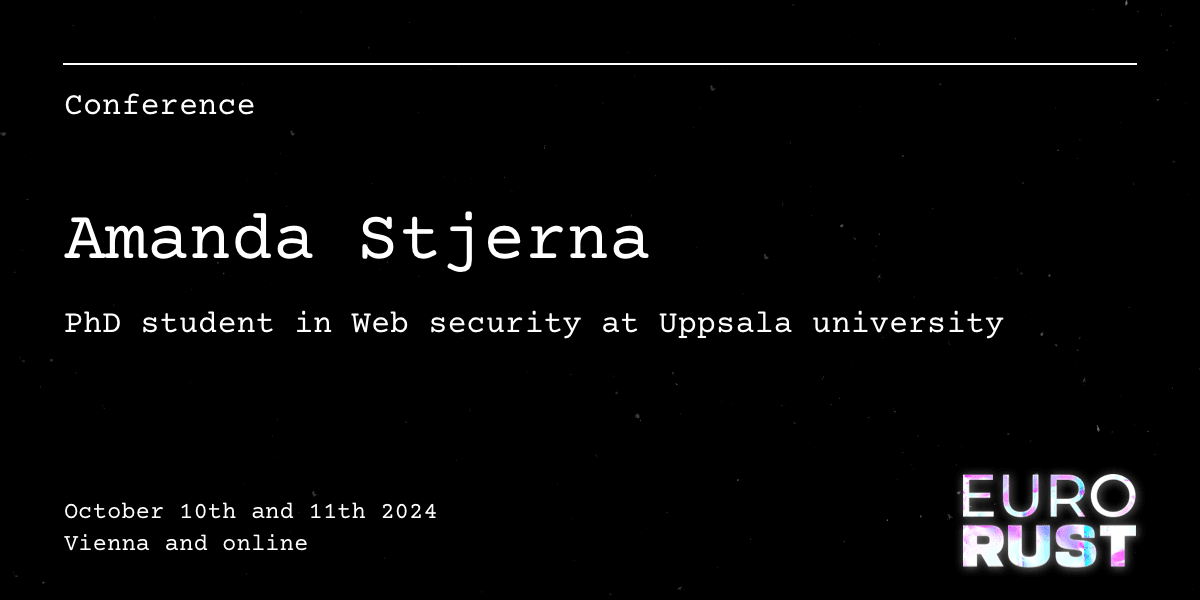 Conference
Amanda Stjerna
PhD student in Web security at Uppsala university
October 10th and 11th 2024
Vienna and online
EURO
RUST